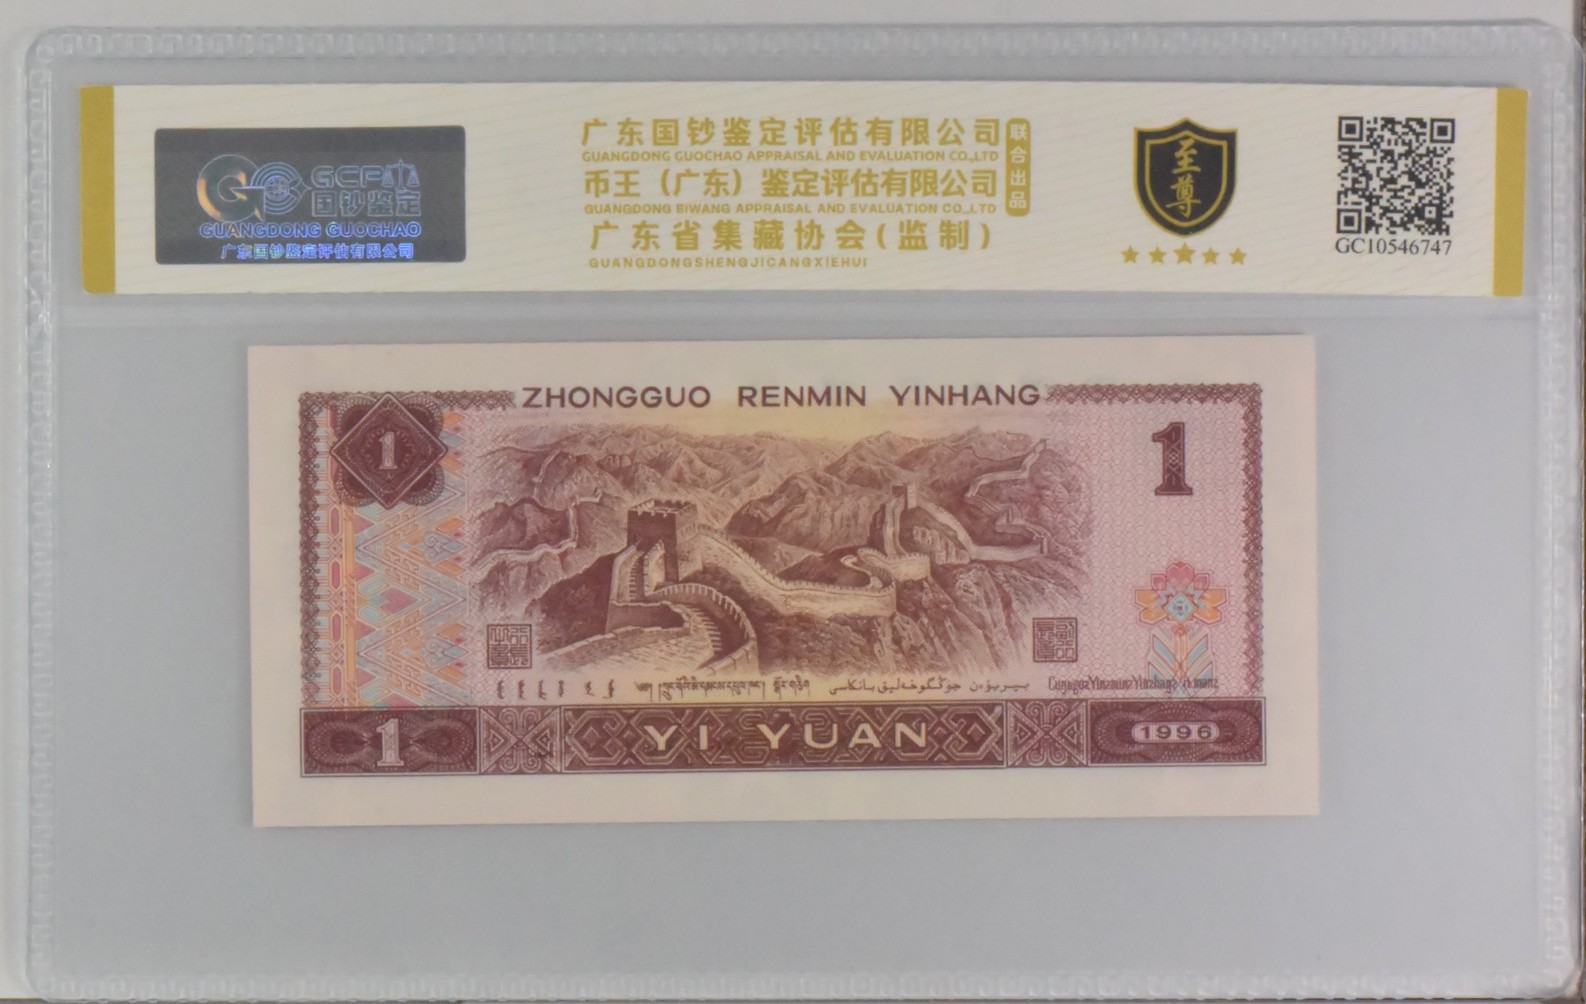 GCP
国钞鉴定
GUANGDONG GUOCHAO
广东国钞鉴定评估有限公司
广东国钞鉴定评估有限公司
GUANGDONG GUOCHAO APPRAISAL AND EVALUATION CO.,LTD
币王（广东）鉴定评估有限公司
GUANGDONG BIWANG APPRAISAL AND EVALUATION CO.,LTD
联合出品
广东省集藏协会(监制)
GUANGDONGSHENGJICANGXIEHUI
至尊
GC10546747
ZHONGGUO RENMIN YINHANG
1
1
1
YI YUAN
1996